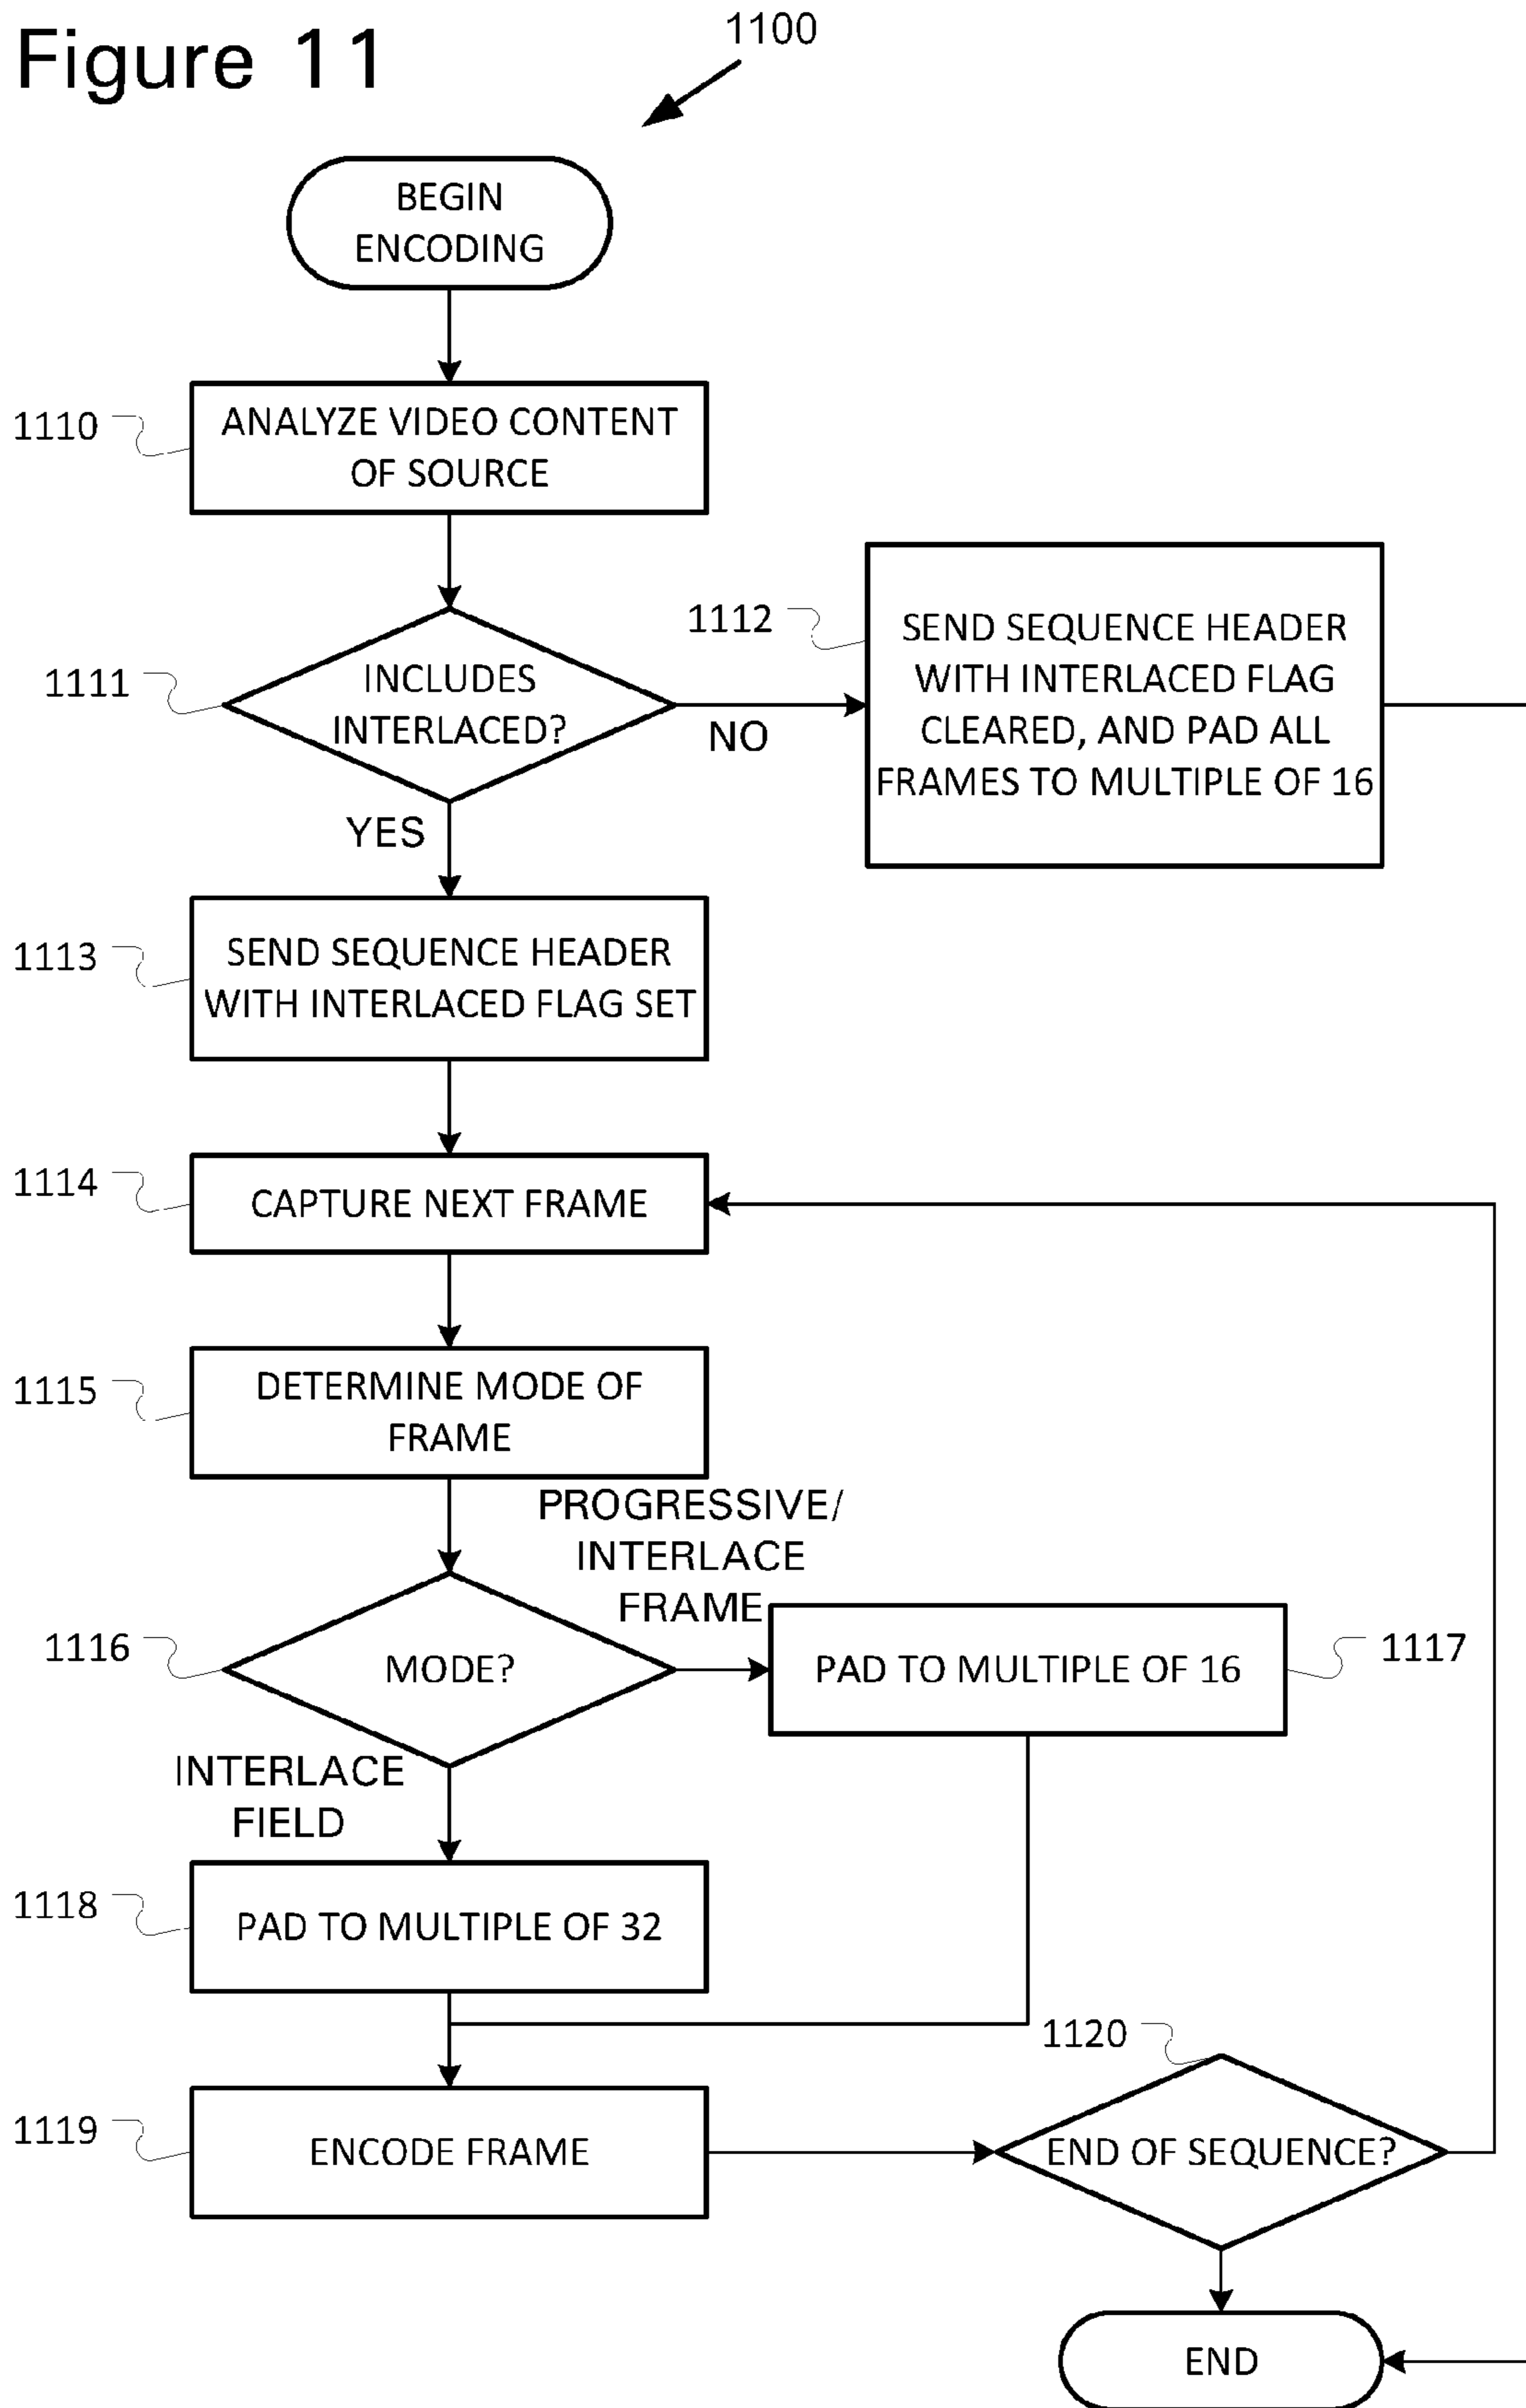 Figure 11
1100
BEGIN
ENCODING
1110
ANALYZE VIDEO CONTENT
OF SOURCE
1111
INCLUDES
INTERLACED?
NO
YES
1112
SEND SEQUENCE HEADER
WITH INTERLACED FLAG
CLEARED, AND PAD ALL
FRAMES TO MULTIPLE OF 16
1113
SEND SEQUENCE HEADER
WITH INTERLACED FLAG SET
1114
CAPTURE NEXT FRAME
1115
DETERMINE MODE OF
FRAME
PROGRESSIVE/
INTERLACE
FRAME
1116
MODE?
PAD TO MULTIPLE OF 16
1117
INTERLACE
FIELD
1118
PAD TO MULTIPLE OF 32
1119
ENCODE FRAME
1120
END OF SEQUENCE?
END